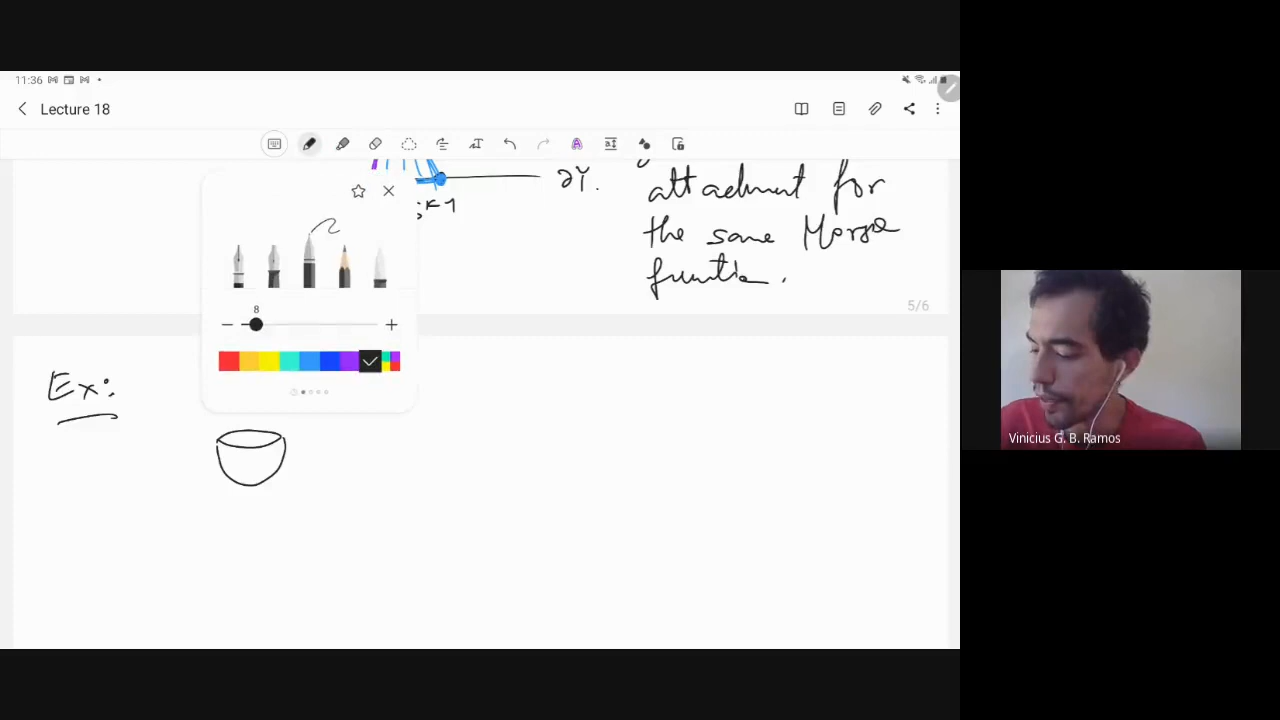 11:36
Lecture 18
∂Y.
attachment for
the same Morse
function.
5/6
8
Ex:
Vinicius G. B. Ramos